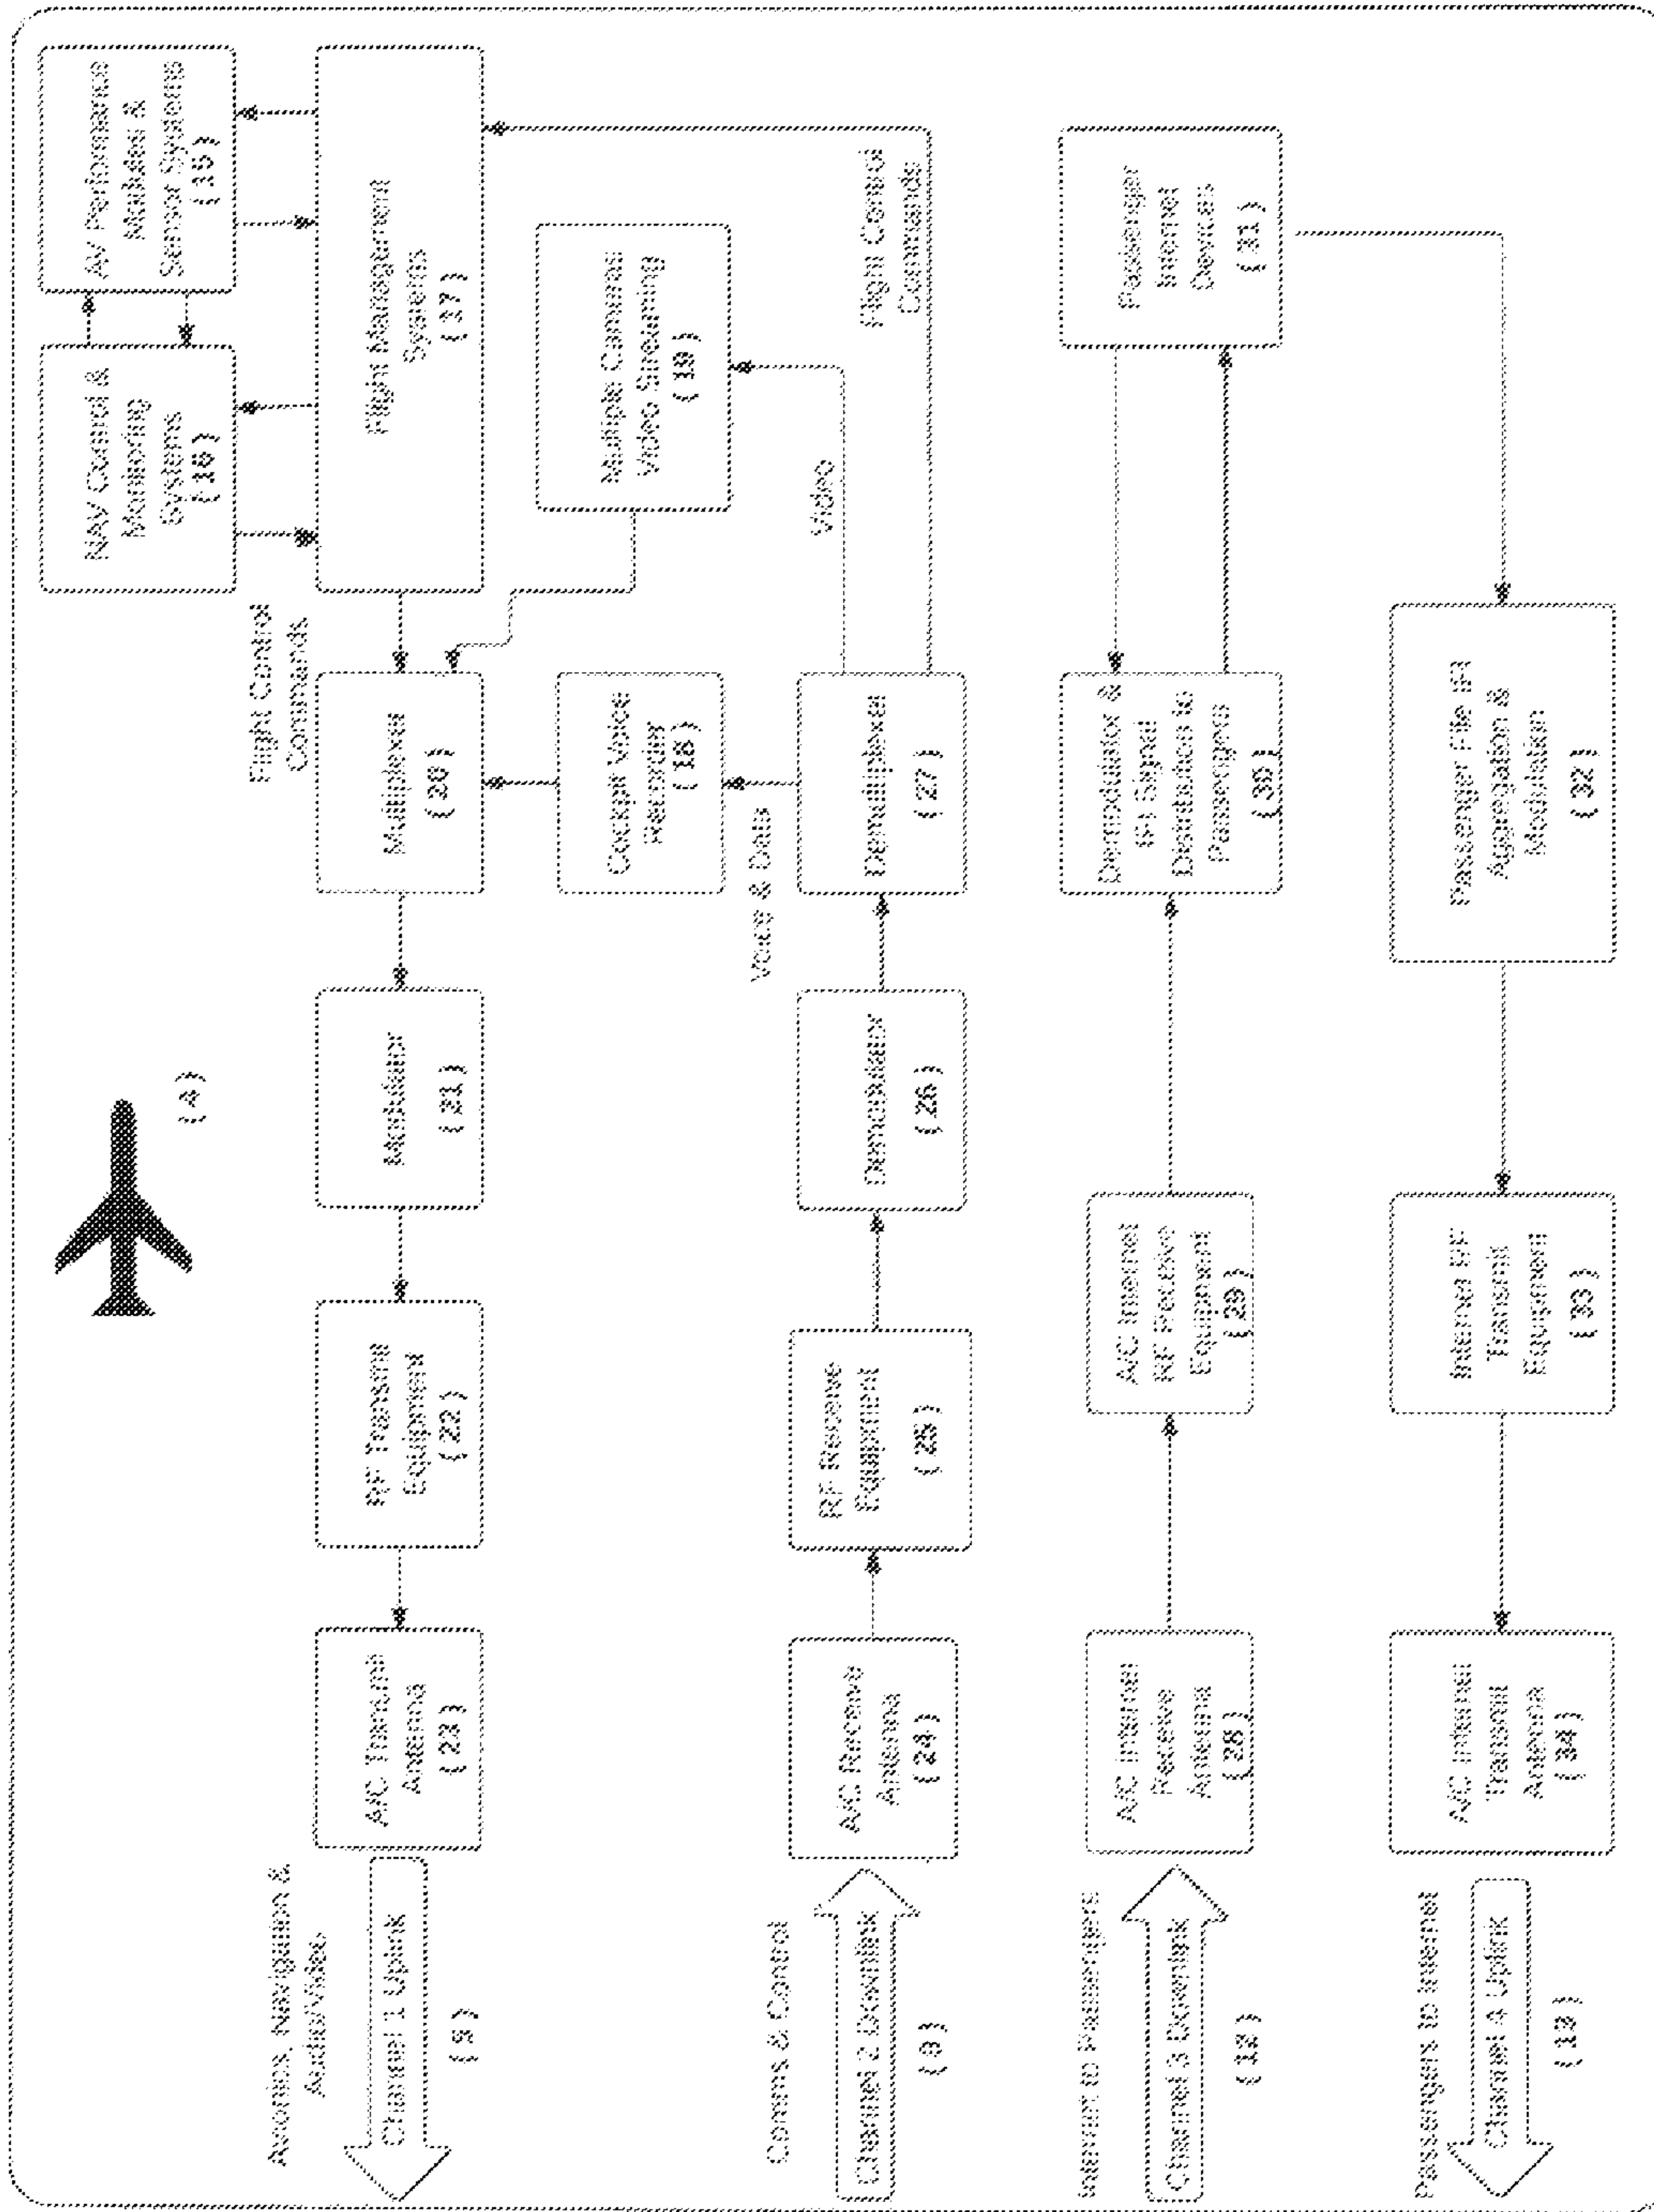 ( 4 )
Avionics, Navigation &
Audio/Video
Channel 1 Uplink
( 5 )
A/C Transmit
Antenna
( 23 )
RF Transmit
Equipment
( 22 )
Modulator
( 21 )
Multiplexer
( 20 )
Flight Control
Commands
NAV Control &
Monitoring
Systems
( 16 )
AV Performance
Modules &
Sensor Systems
( 15 )
Flight Management
Systems
( 17 )
Cockpit Voice
Recorder
( 18 )
Multiple Cameras
Video Streaming
( 19 )
Comms & Control
Channel 2 Downlink
A/C Receive
Antenna
( 24 )
RF Receive
Equipment
( 25 )
Demodulator
( 26 )
Voice & Data
Demultiplexer
( 27 )
Video
Flight Control
Commands
Internet to Passengers
Channel 3 Downlink
( 12 )
A/C Internet
Receive
Antenna
( 28 )
A/C Internet
RF Receive
Equipment
( 29 )
Demodulator &
IFI Signal
Distribution to
Passengers
( 30 )
Passenger
Internet
Devices
( 31 )
Passengers to Internet
Channel 4 Uplink
( 13 )
A/C Internet
Transmit
Antenna
( 34 )
Internet RF
Transmit
Equipment
( 33 )
Passenger File IFI
Aggregation &
Modulation
( 32 )